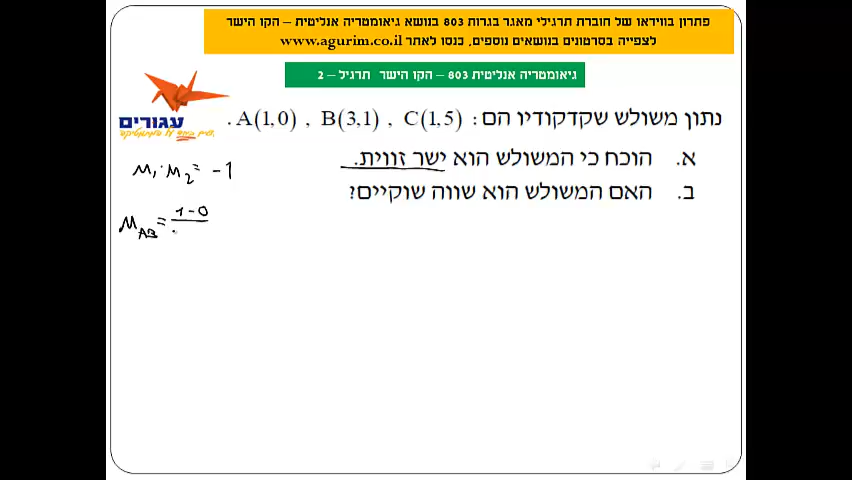 פתרון בווידאו של חוברת תרגילי מאגר בגרות 803 בנושא גיאומטריה אנליטית – הקו הישר
לצפייה בסרטונים בנושאים נוספים, כנסו לאתר www.agurim.co.il
גיאומטריה אנליטית 803 – הקו הישר תרגיל – 2
עגורים
נתון משולש שקדקודיו הם: A(1,0) , B(3,1) , C(1,5).
א. הוכח כי המשולש הוא ישר זווית.
ב. האם המשולש הוא שווה שוקיים?
M₁·M₂ = -1
M_AB = 1-0